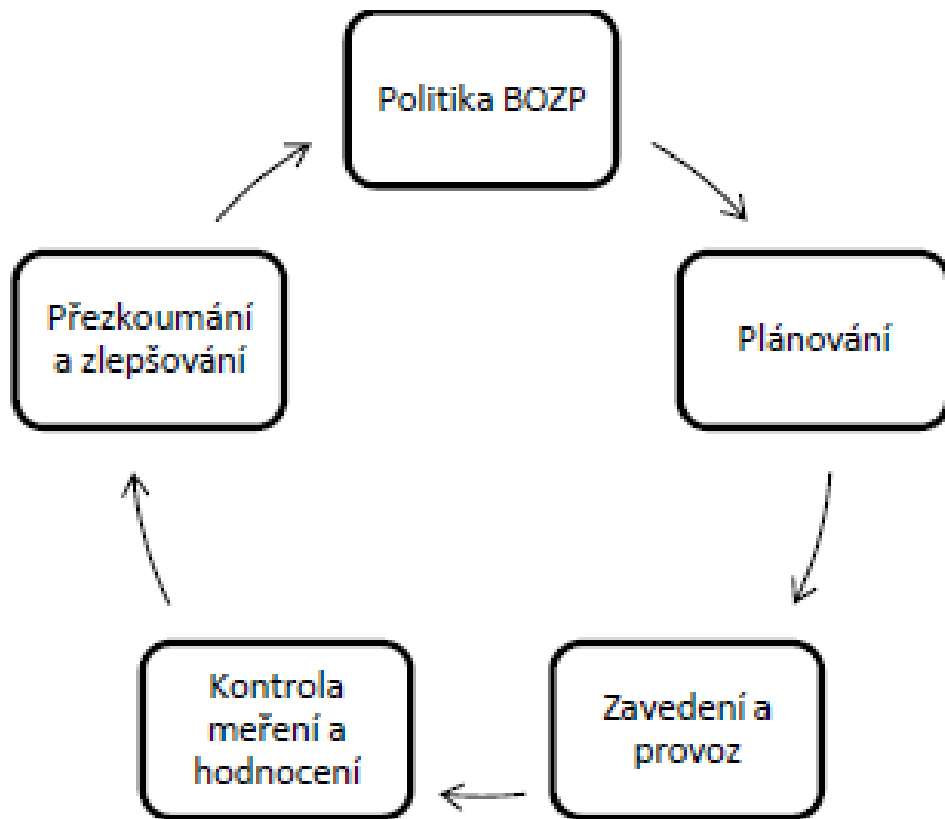 Politika BOZP
Plánování
Zavedení a
provoz
Kontrola
meření a
hodnocení
Přezkoumání
a zlepšování